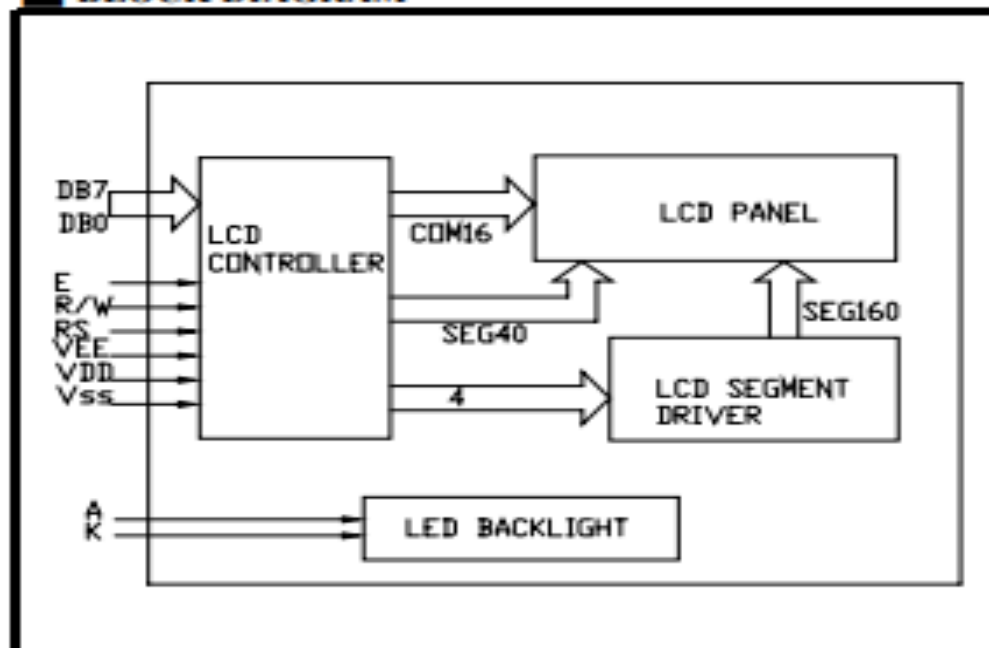 DB7
DB0
E
R/W
RS
VEE
VDD
Vss
A
K
LCD
CONTROLLER
COM16
SEG40
4
LCD PANEL
SEG160
LCD SEGMENT
DRIVER
LED BACKLIGHT